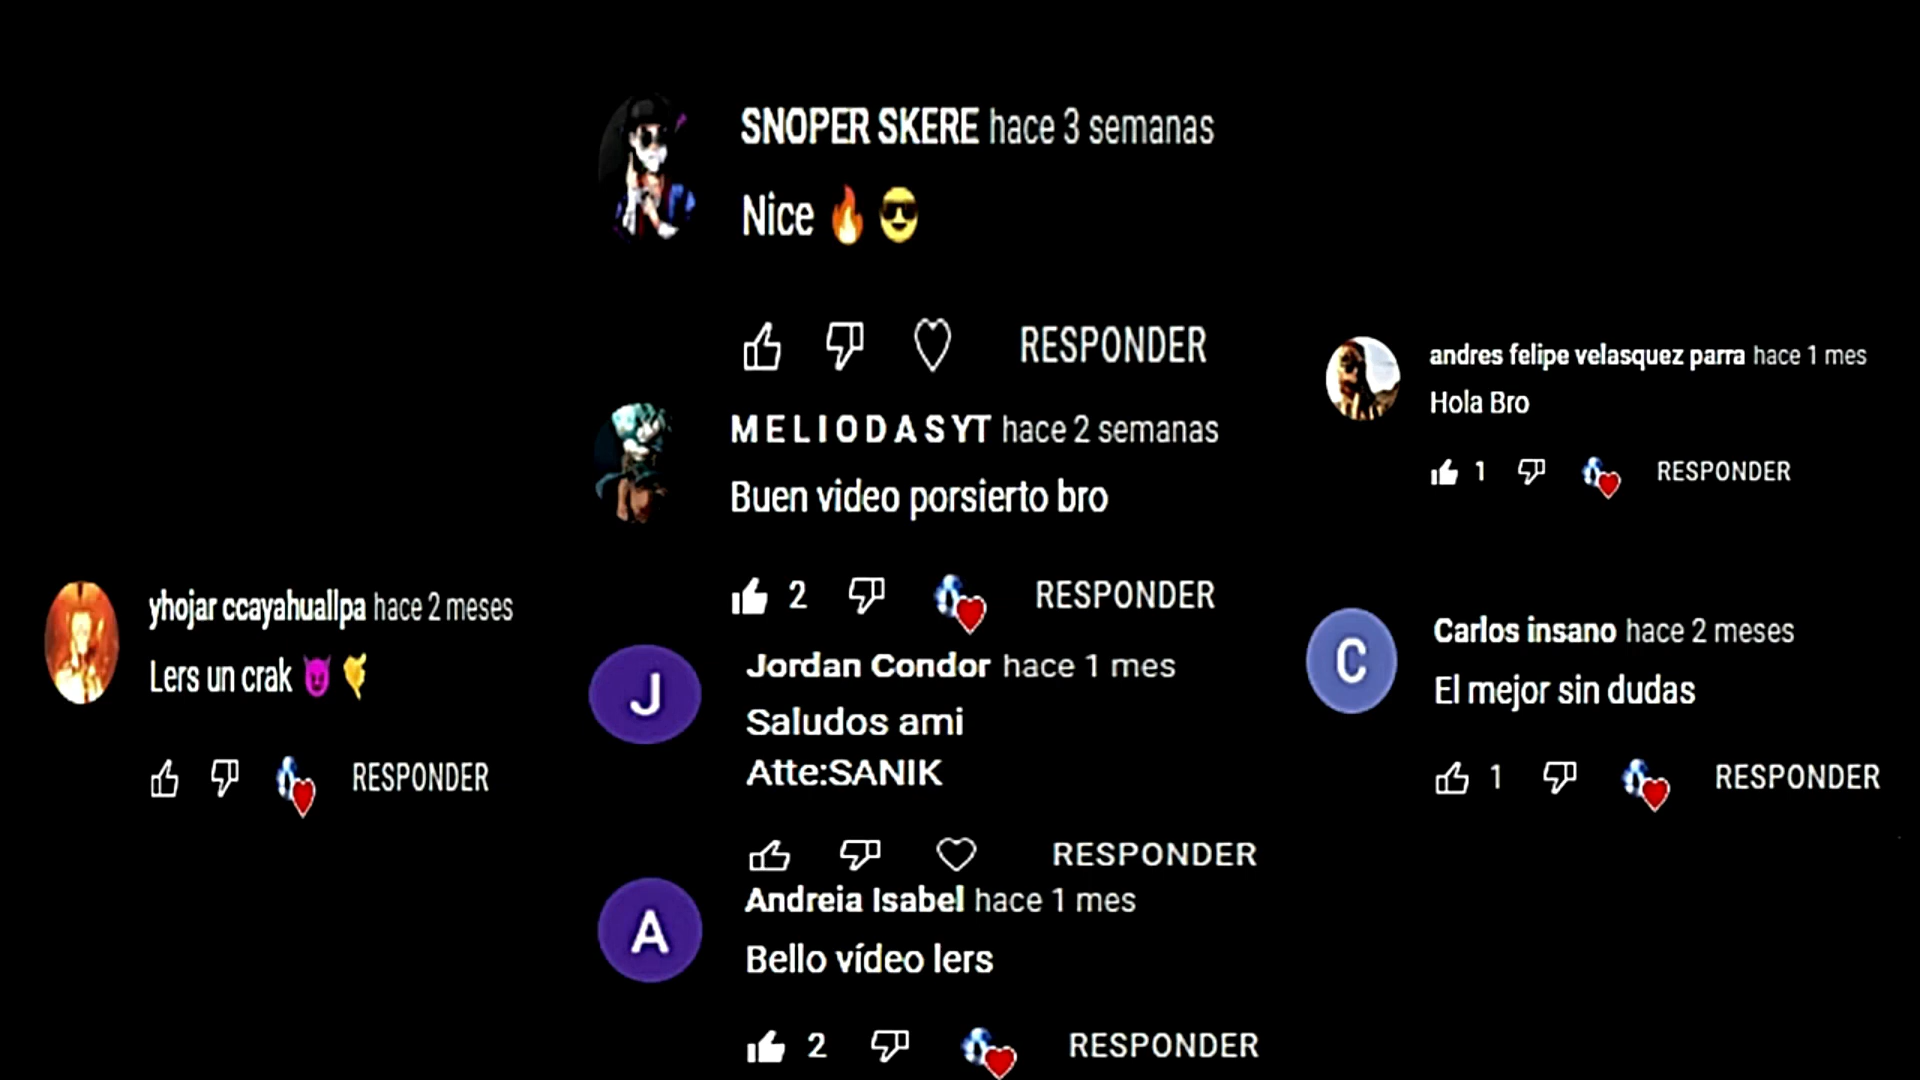 SNOPER SKERE hace 3 semanas
Nice 🔥 😎
RESPONDER
M E L I O D A S YT hace 2 semanas
Buen video porsierto bro
2 RESPONDER
Jordan Condor hace 1 mes
Saludos ami
Atte:SANIK
RESPONDER
Andreia Isabel hace 1 mes
Bello vídeo lers
2 RESPONDER
yhojar ccayahuallpa hace 2 meses
Lers un crak 😈 🤙
RESPONDER
andres felipe velasquez parra hace 1 mes
Hola Bro
1 RESPONDER
Carlos insano hace 2 meses
El mejor sin dudas
1 RESPONDER
J
A
C